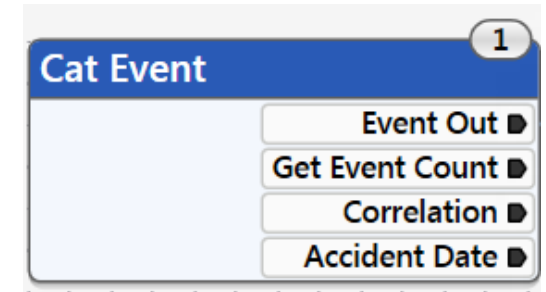 1
Cat Event
Event Out
Get Event Count
Correlation
Accident Date